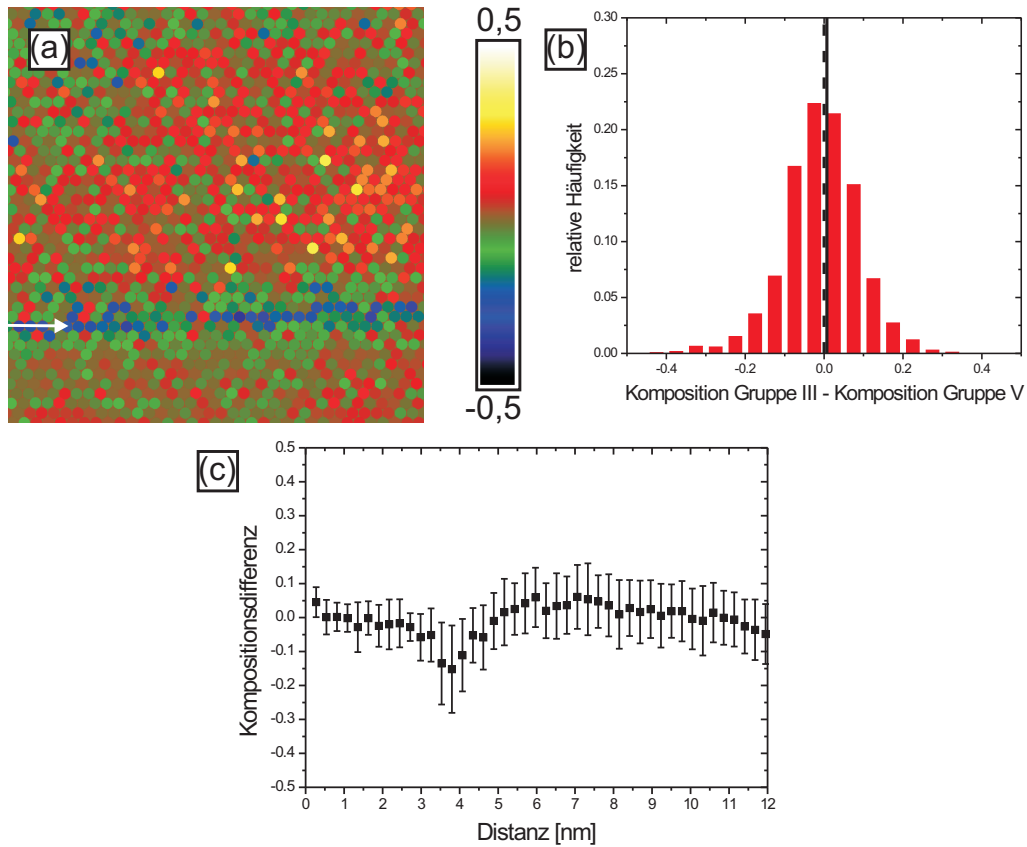 (a)
0,5
-0,5
(b)
0.30
0.25
0.20
0.15
0.10
0.05
0.00
relative Häufigkeit
-0.4 -0.2 0.0 0.2 0.4
Komposition Gruppe III - Komposition Gruppe V
(c)
0.5
0.4
0.3
0.2
0.1
0.0
-0.1
-0.2
-0.3
-0.4
-0.5
Kompositionsdifferenz
0 1 2 3 4 5 6 7 8 9 10 11 12
Distanz [nm]